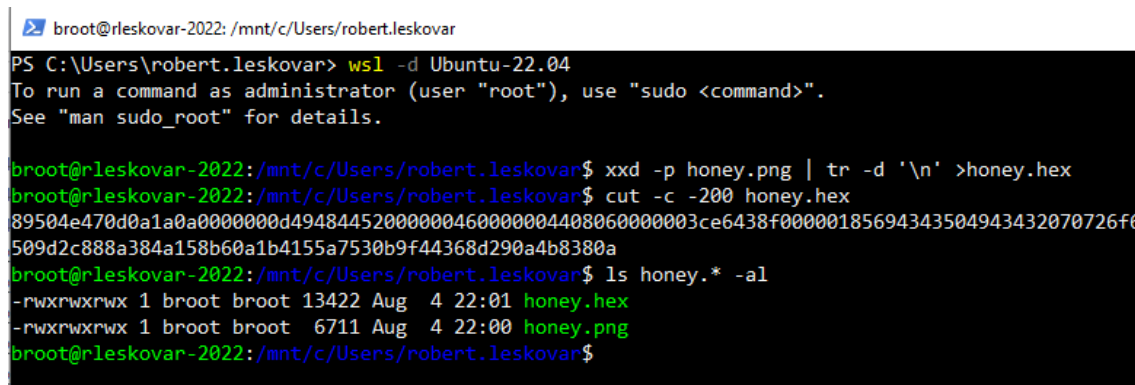 broot@rleskovar-2022: /mnt/c/Users/robert.leskovar
PS C:\Users\robert.leskovar> wsl -d Ubuntu-22.04
To run a command as administrator (user "root"), use "sudo <command>".
See "man sudo_root" for details.
broot@rleskovar-2022:/mnt/c/Users/robert.leskovar$ xxd -p honey.png | tr -d '\n' >honey.hex
broot@rleskovar-2022:/mnt/c/Users/robert.leskovar$ cut -c -200 honey.hex
89504e470d0a1a0a0000000d4948445200000046000000440806000000​3ce6438f00000185694343504943432070726f6
509d2c888a384a158b60a1b4155a7530b9f44368d290a4b8380a
broot@rleskovar-2022:/mnt/c/Users/robert.leskovar$ ls honey.* -al
-rwxrwxrwx 1 broot broot 13422 Aug  4 22:01 honey.hex
-rwxrwxrwx 1 broot broot  6711 Aug  4 22:00 honey.png
broot@rleskovar-2022:/mnt/c/Users/robert.leskovar$